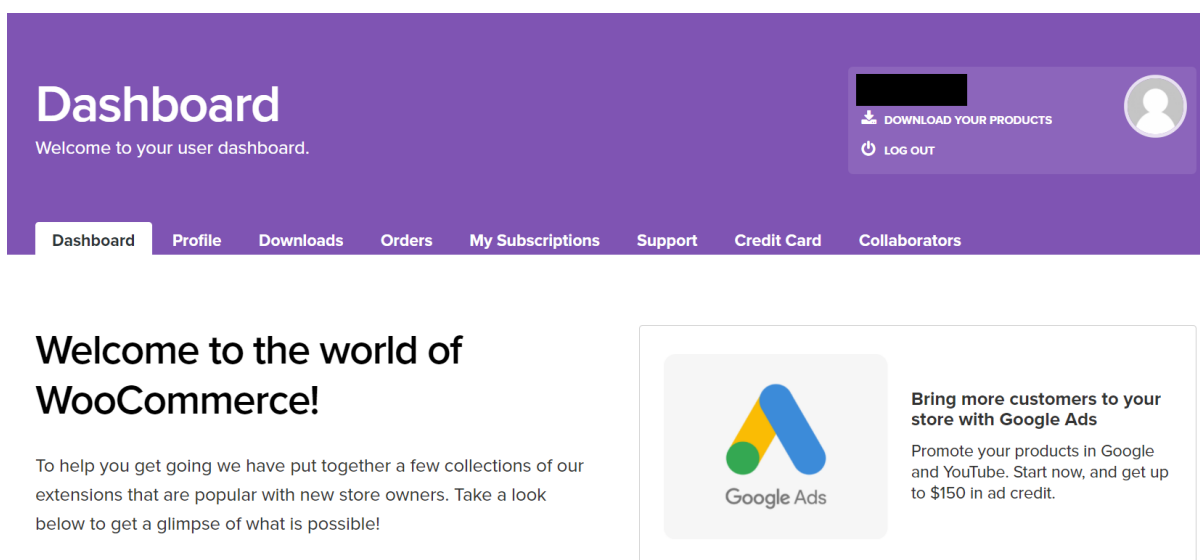 Dashboard
Welcome to your user dashboard.
DOWNLOAD YOUR PRODUCTS
LOG OUT
Dashboard Profile Downloads Orders My Subscriptions Support Credit Card Collaborators
Welcome to the world of
WooCommerce!
To help you get going we have put together a few collections of our
extensions that are popular with new store owners. Take a look
below to get a glimpse of what is possible!
Google Ads
Bring more customers to your
store with Google Ads
Promote your products in Google
and YouTube. Start now, and get up
to $150 in ad credit.